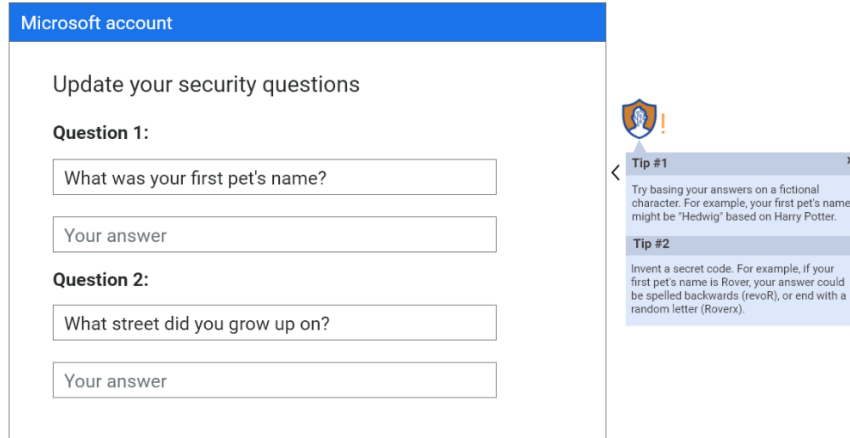 Microsoft account
Update your security questions
Question 1:
What was your first pet's name?
Your answer
Question 2:
What street did you grow up on?
Your answer
!
Tip #1
Try basing your answers on a fictional
character. For example, your first pet's name
might be "Hedwig" based on Harry Potter.
Tip #2
Invent a secret code. For example, if your
first pet's name is Rover, your answer could
be spelled backwards (revoR), or end with a
random letter (Roverx).